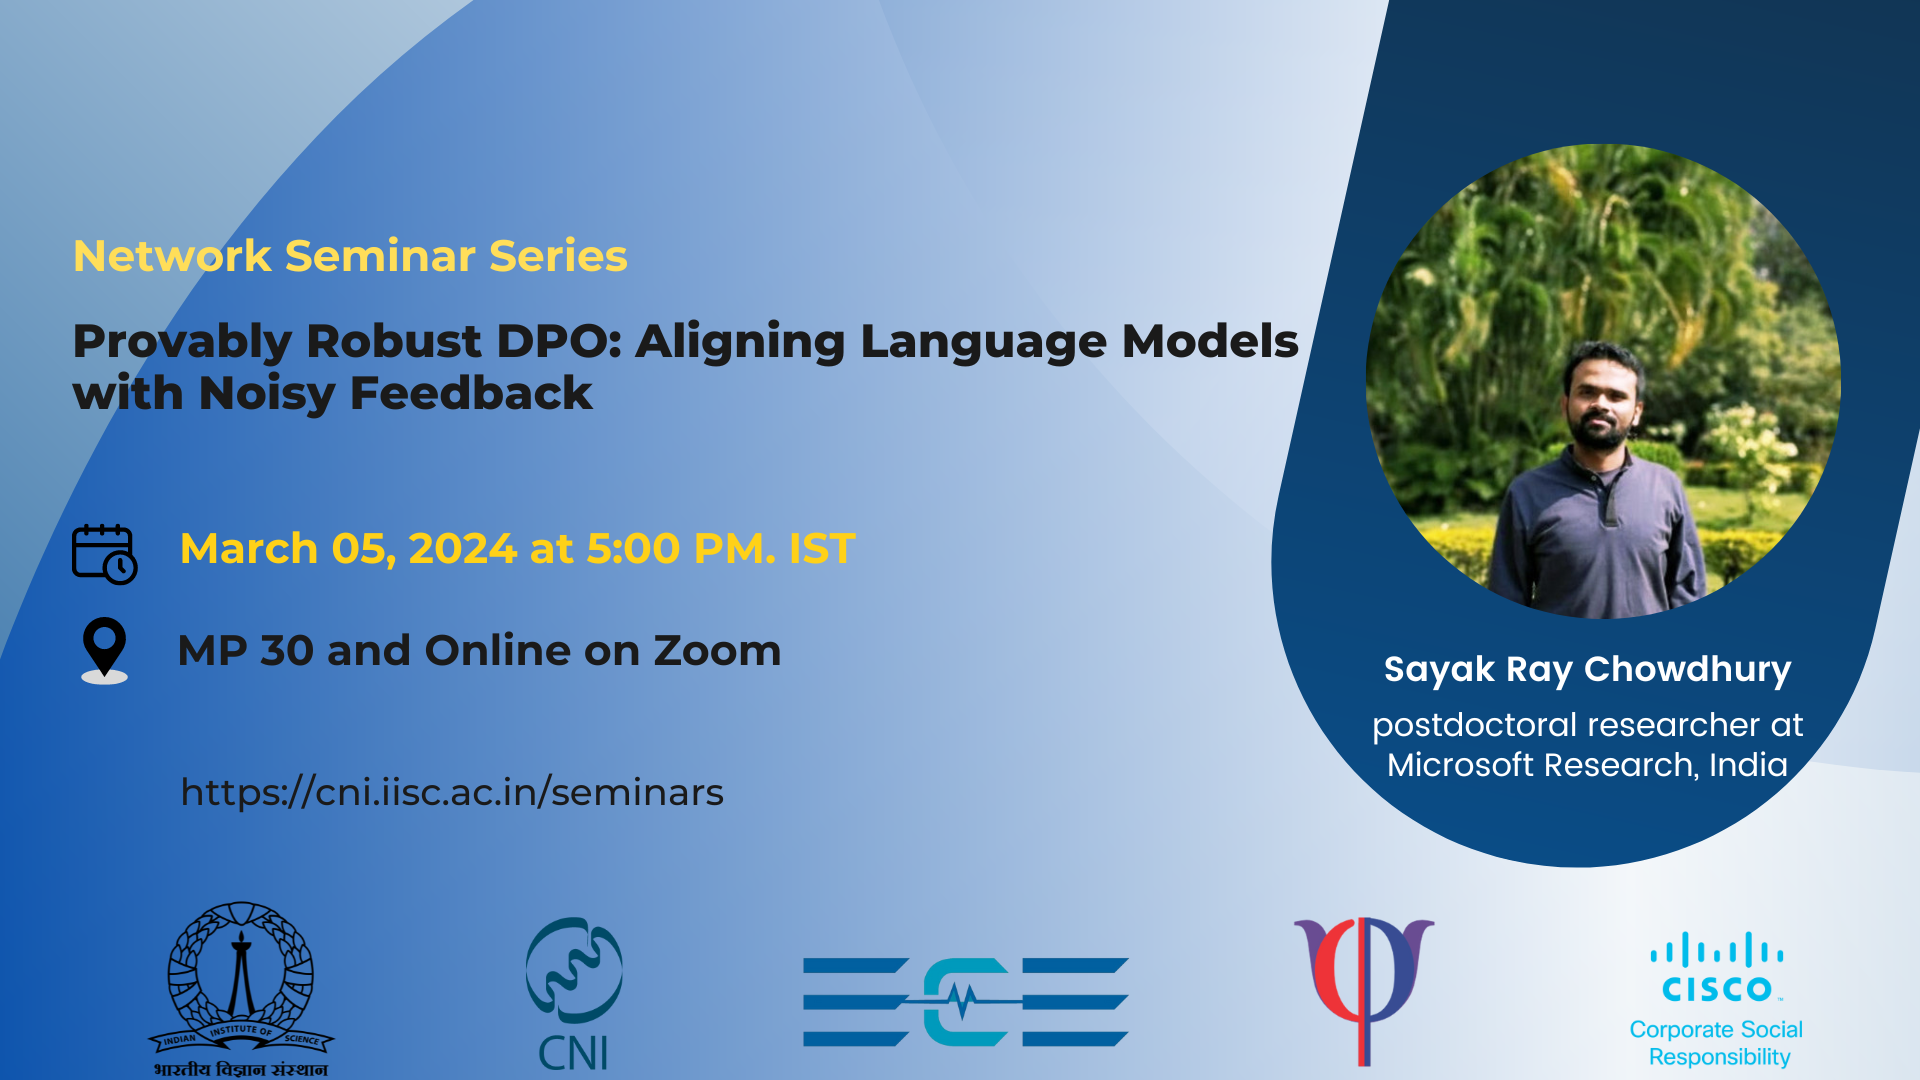 Network Seminar Series
Provably Robust DPO: Aligning Language Models
with Noisy Feedback
March 05, 2024 at 5:00 PM. IST
MP 30 and Online on Zoom
https://cni.iisc.ac.in/seminars
Sayak Ray Chowdhury
postdoctoral researcher at
Microsoft Research, India
INDIAN INSTITUTE OF SCIENCE
भारतीय विज्ञान संस्थान
CNI
ECE
CISCO
Corporate Social
Responsibility